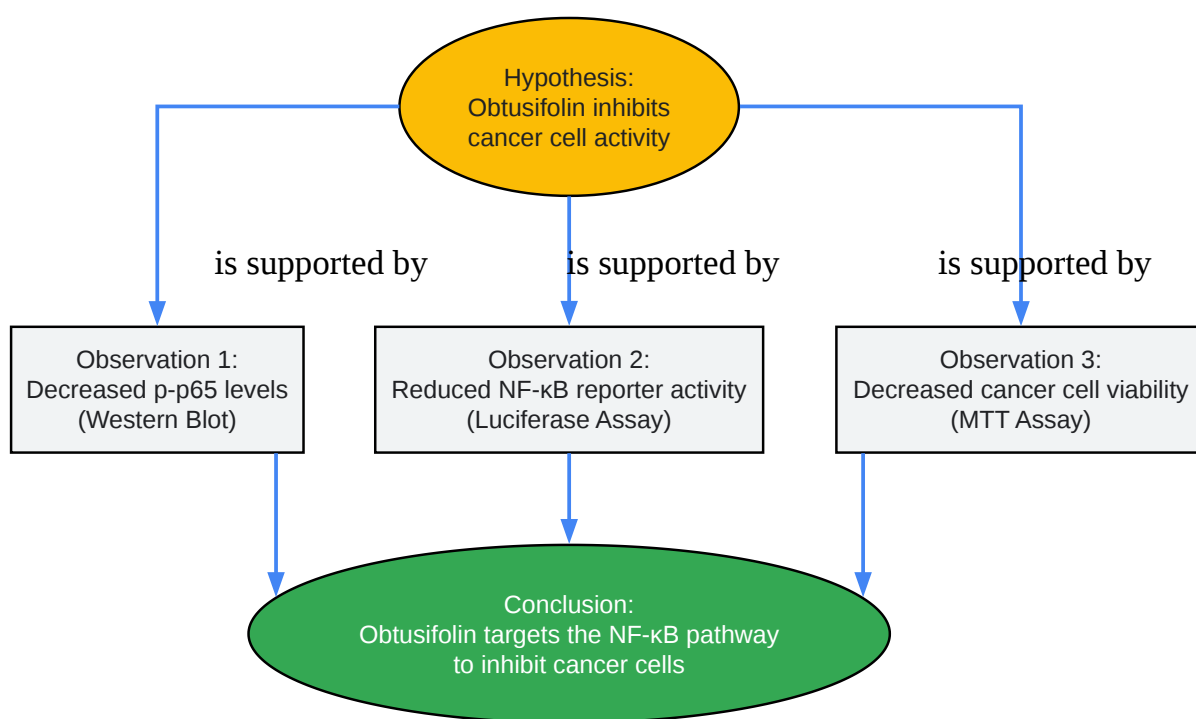 Hypothesis:
Obtusifolin inhibits
cancer cell activity
is supported by
is supported by
is supported by
Observation 1:
Decreased p-p65 levels
(Western Blot)
Observation 2:
Reduced NF-κB reporter activity
(Luciferase Assay)
Observation 3:
Decreased cancer cell viability
(MTT Assay)
Conclusion:
Obtusifolin targets the NF-κB pathway
to inhibit cancer cells